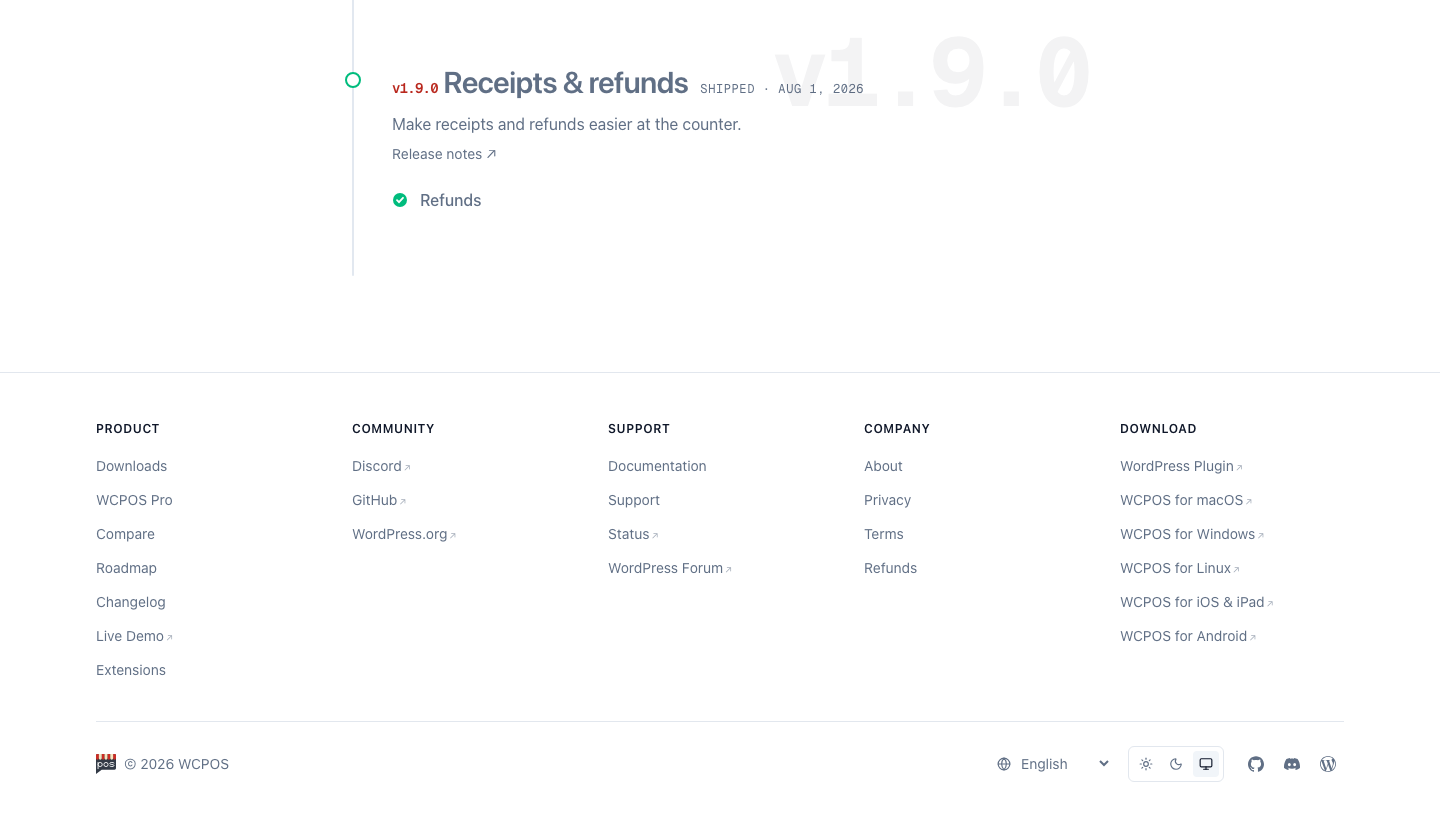 v1.9.0
v1.9.0 Receipts & refunds SHIPPED · AUG 1, 2026
Make receipts and refunds easier at the counter.
Release notes ↗
Refunds
PRODUCT
Downloads
WCPOS Pro
Compare
Roadmap
Changelog
Live Demo ↗
Extensions
COMMUNITY
Discord ↗
GitHub ↗
WordPress.org ↗
SUPPORT
Documentation
Support
Status ↗
WordPress Forum ↗
COMPANY
About
Privacy
Terms
Refunds
DOWNLOAD
WordPress Plugin ↗
WCPOS for macOS ↗
WCPOS for Windows ↗
WCPOS for Linux ↗
WCPOS for iOS & iPad ↗
WCPOS for Android ↗
pos © 2026 WCPOS
English